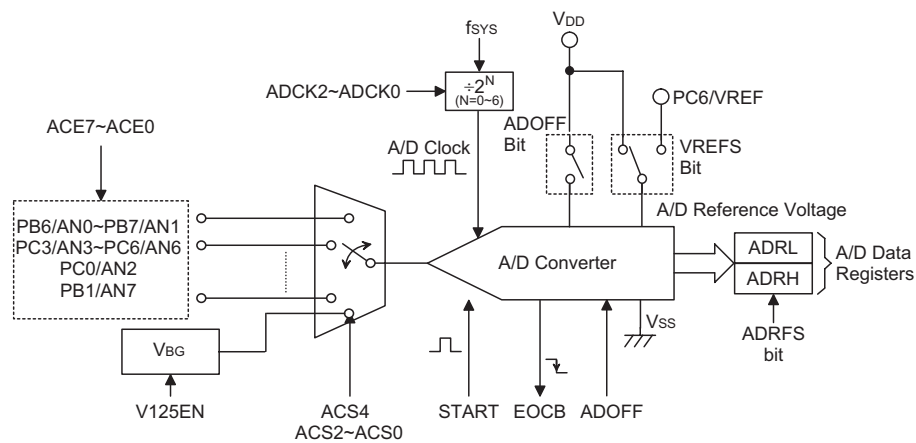 fSYS
VDD
ADCK2~ADCK0
÷2^N
(N=0~6)
PC6/VREF
ACE7~ACE0
A/D Clock
ADOFF
Bit
VREFS
Bit
A/D Reference Voltage
PB6/AN0~PB7/AN1
PC3/AN3~PC6/AN6
PC0/AN2
PB1/AN7
A/D Converter
ADRL
ADRH
A/D Data
Registers
VSS
ADRFS
bit
VBG
V125EN
ACS4
ACS2~ACS0
START
EOCB
ADOFF